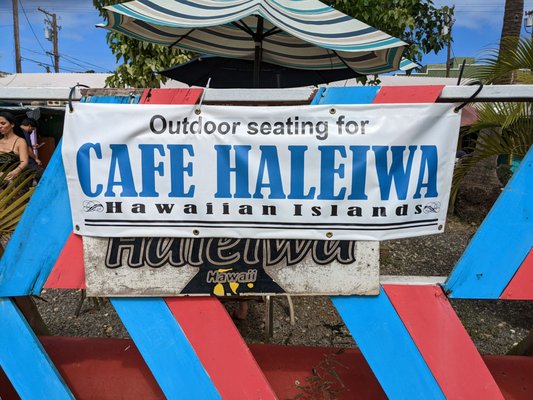 Outdoor seating for
CAFE HALEIWA
Hawaiian Islands
Haleiwa
Hawaii